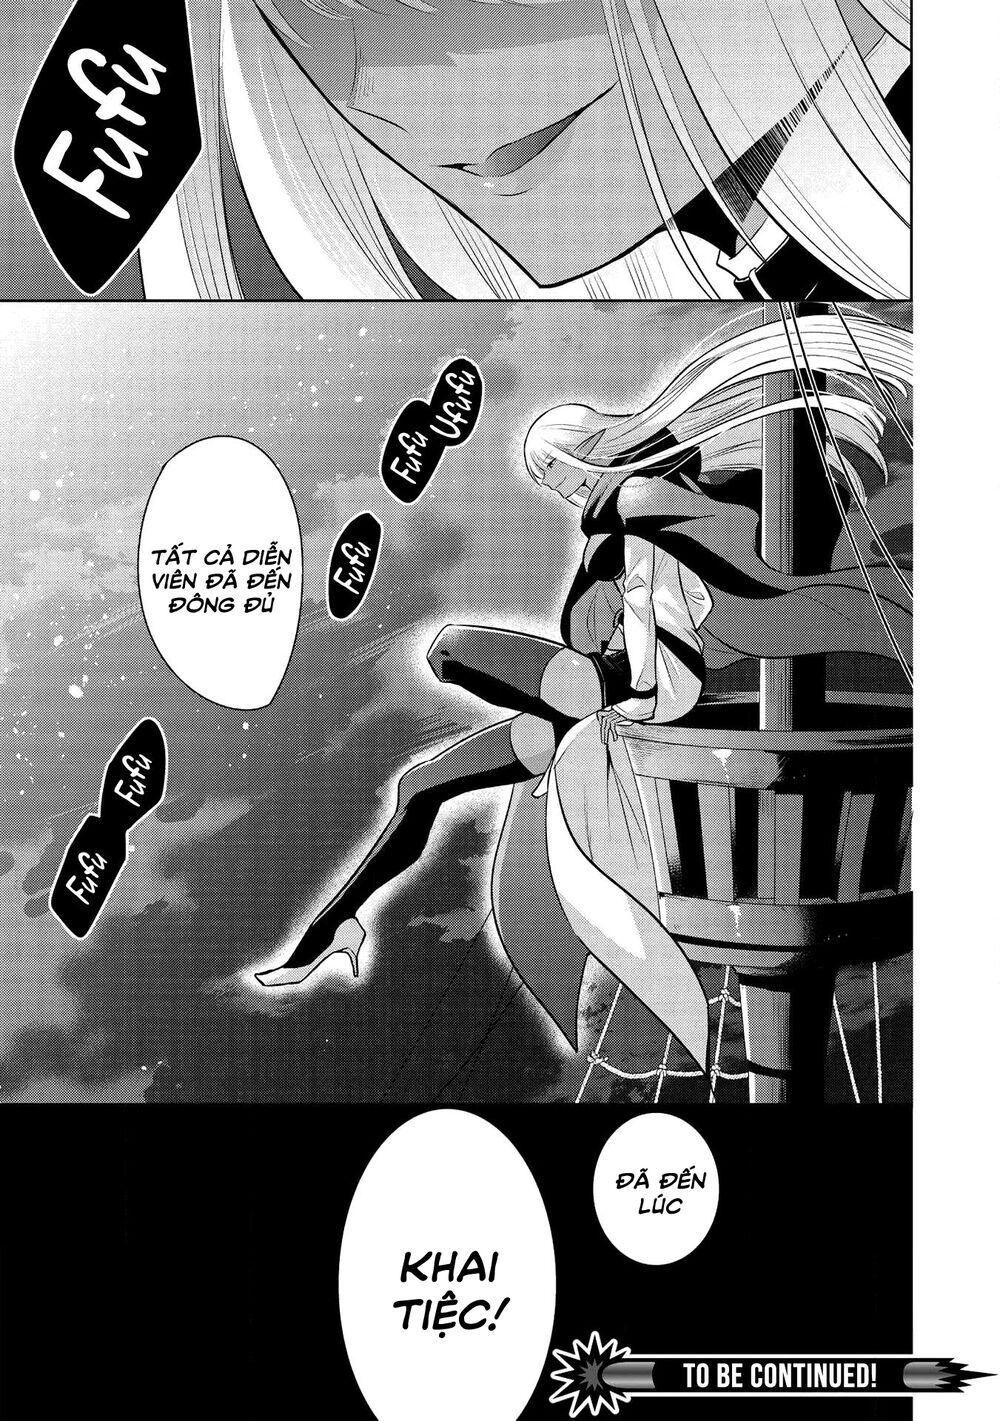 Fufu
Fufu
Ufufu
Fufu
Fufu
TẤT CẢ DIỄN
VIÊN ĐÃ ĐẾN
ĐÔNG ĐỦ
Fufu
Fufu
ĐÃ ĐẾN
LÚC
KHAI
TIỆC!
TO BE CONTINUED!